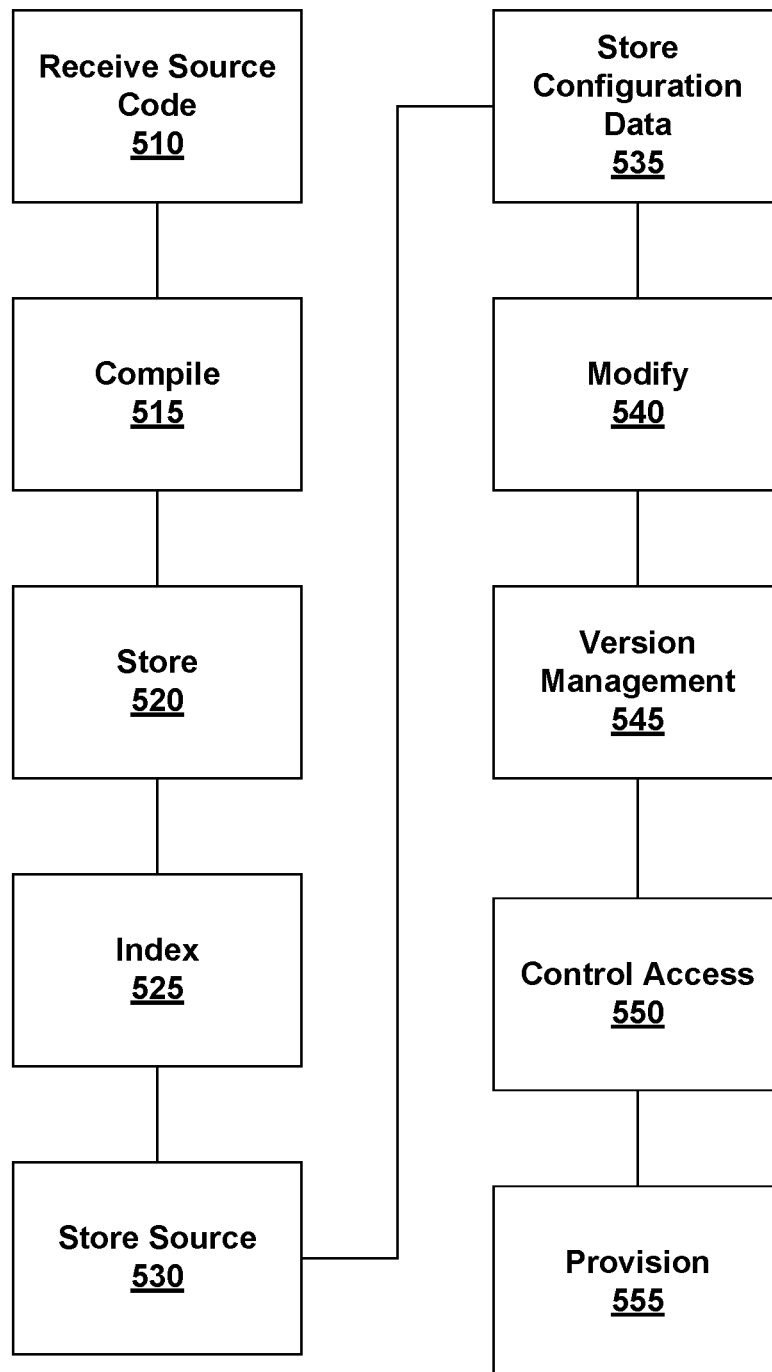 Receive Source
Code
510
Compile
515
Store
520
Index
525
Store Source
530
Store
Configuration
Data
535
Modify
540
Version
Management
545
Control Access
550
Provision
555